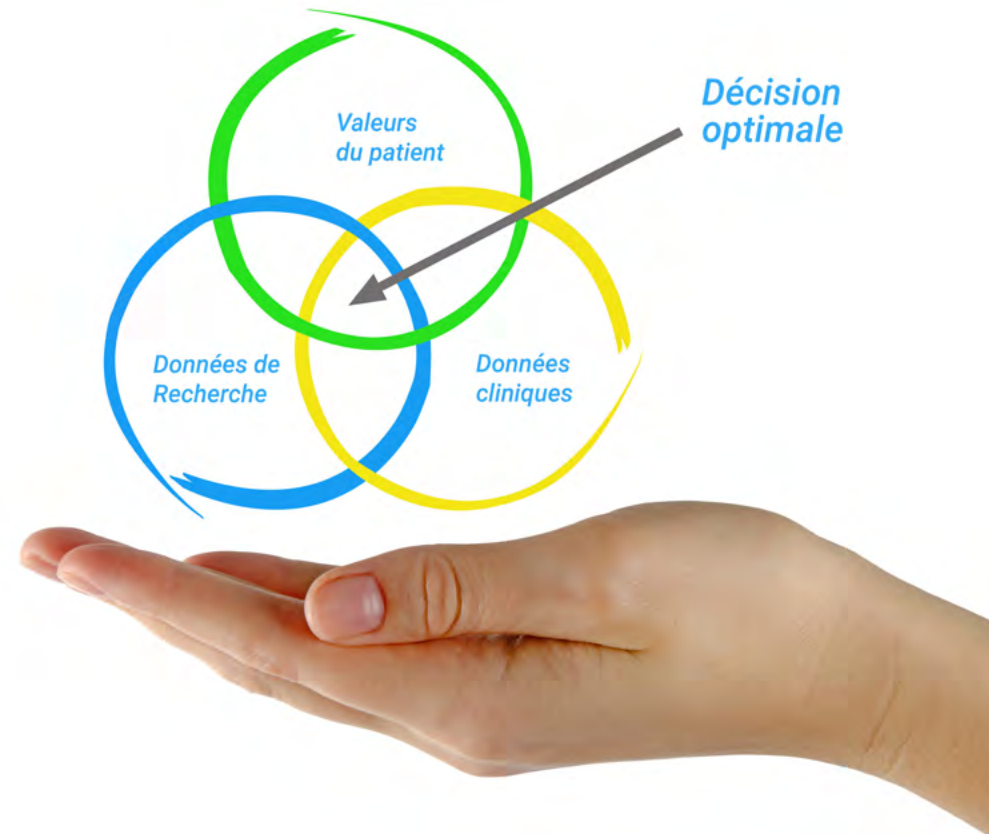 Valeurs
du patient
Décision
optimale
Données de
Recherche
Données
cliniques